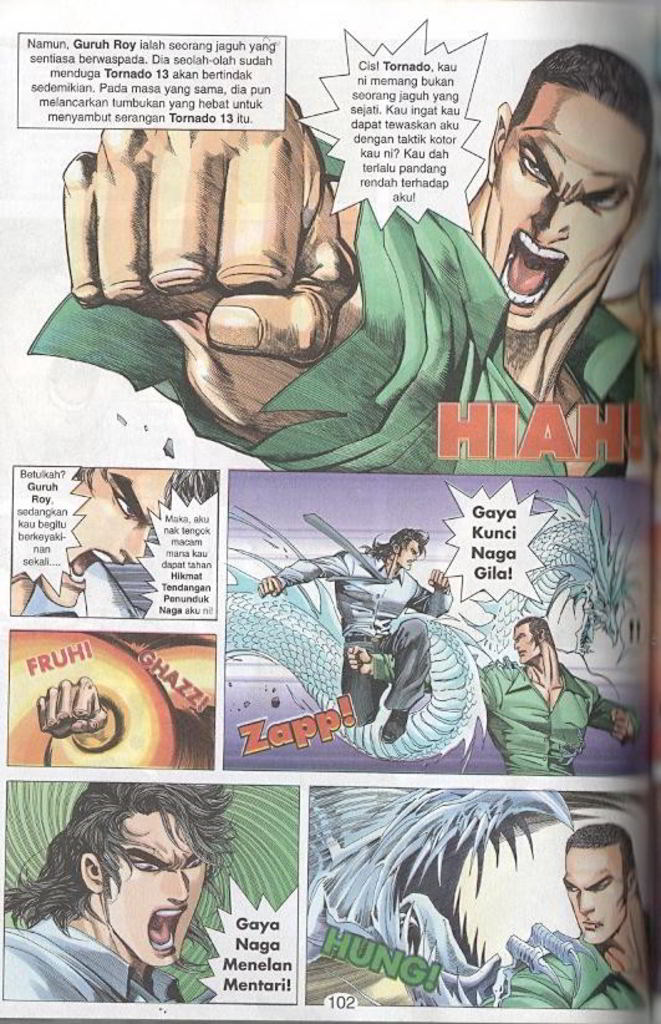 Namun, Guruh Roy ialah seorang jaguh yang
sentiasa berwaspada. Dia seolah-olah sudah
menduga Tornado 13 akan bertindak
sedemikian. Pada masa yang sama, dia pun
melancarkan tumbukan yang hebat untuk
menyambut serangan Tornado 13 itu.
Cis! Tornado, kau
ni memang bukan
seorang jaguh yang
sejati. Kau ingat kau
dapat tewaskan aku
dengan taktik kotor
kau ni? Kau dah
terlalu pandang
rendah terhadap
aku!
HIAH!
Betulkah?
Guruh
Roy,
sedangkan
kau begitu
berkeyaki-
nan
sekali....
Maka, aku
nak tengok
macam
mana kau
dapat tahan
Hikmat
Tendangan
Penunduk
Naga aku ni!
Gaya
Kunci
Naga
Gila!
Zapp!
FRUH!
GHAZZ!
Gaya
Naga
Menelan
Mentari!
HUNG!
102